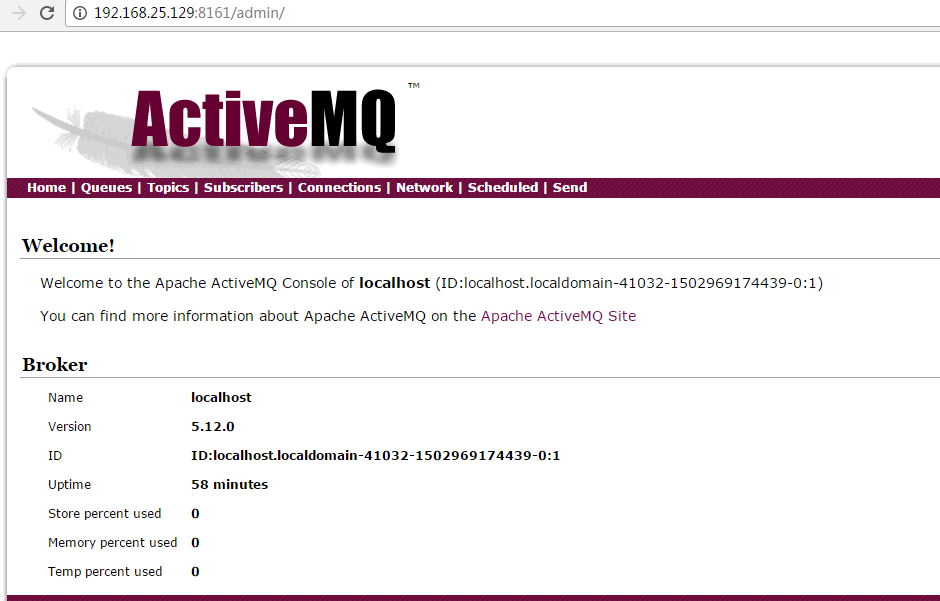 192.168.25.129:8161/admin/
ActiveMQ ™
Home | Queues | Topics | Subscribers | Connections | Network | Scheduled | Send
Welcome!
Welcome to the Apache ActiveMQ Console of localhost (ID:localhost.localdomain-41032-1502969174439-0:1)
You can find more information about Apache ActiveMQ on the Apache ActiveMQ Site
Broker
Name localhost
Version 5.12.0
ID ID:localhost.localdomain-41032-1502969174439-0:1
Uptime 58 minutes
Store percent used 0
Memory percent used 0
Temp percent used 0